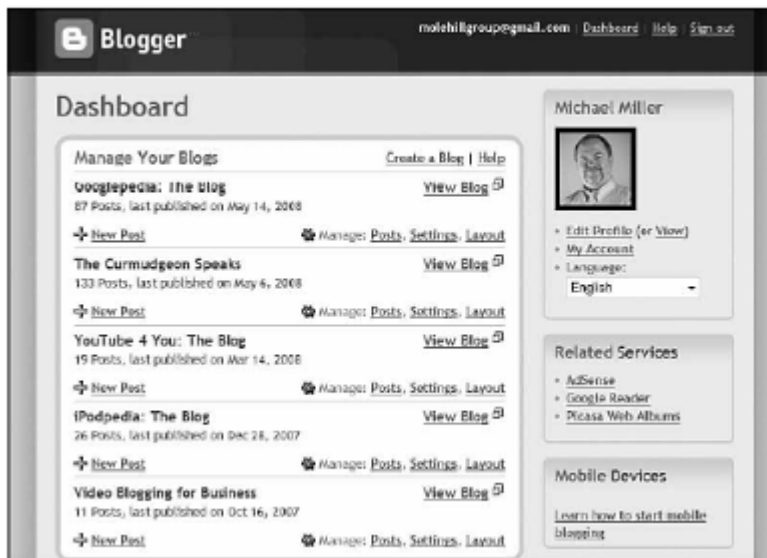 Blogger
molehillgroup@gmail.com | Dashboard | Help | Sign out
Dashboard
Manage Your Blogs
Create a Blog | Help
Googlepedia: The Blog
View Blog
87 Posts, last published on May 14, 2008
New Post
Manage: Posts, Settings, Layout
The Curmudgeon Speaks
View Blog
133 Posts, last published on May 6, 2008
New Post
Manage: Posts, Settings, Layout
YouTube 4 You: The Blog
View Blog
19 Posts, last published on Mar 14, 2008
New Post
Manage: Posts, Settings, Layout
iPodpedia: The Blog
View Blog
26 Posts, last published on Dec 28, 2007
New Post
Manage: Posts, Settings, Layout
Video Blogging for Business
View Blog
11 Posts, last published on Oct 16, 2007
New Post
Manage: Posts, Settings, Layout
Michael Miller
Edit Profile (or View)
My Account
Language:
English
Related Services
AdSense
Google Reader
Picasa Web Albums
Mobile Devices
Learn how to start mobile
blogging